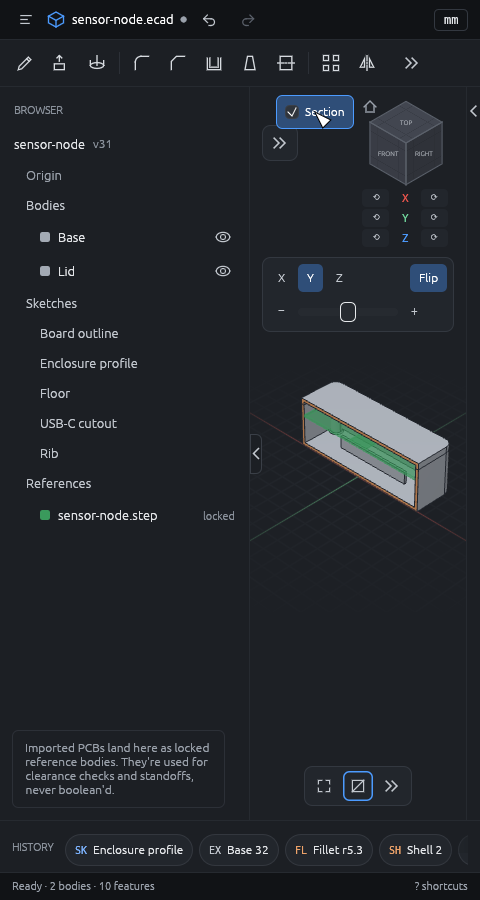 sensor-node.ecad
mm
BROWSER
Section
TOP
FRONT
RIGHT
sensor-node v31
Origin
Bodies
X
Y
Z
Base
Lid
X Y Z Flip
− +
Sketches
Board outline
Enclosure profile
Floor
USB-C cutout
Rib
References
sensor-node.step locked
Imported PCBs land here as locked
reference bodies. They're used for
clearance checks and standoffs,
never boolean'd.
HISTORY SK Enclosure profile EX Base 32 FL Fillet r5.3 SH Shell 2
Ready · 2 bodies · 10 features ? shortcuts